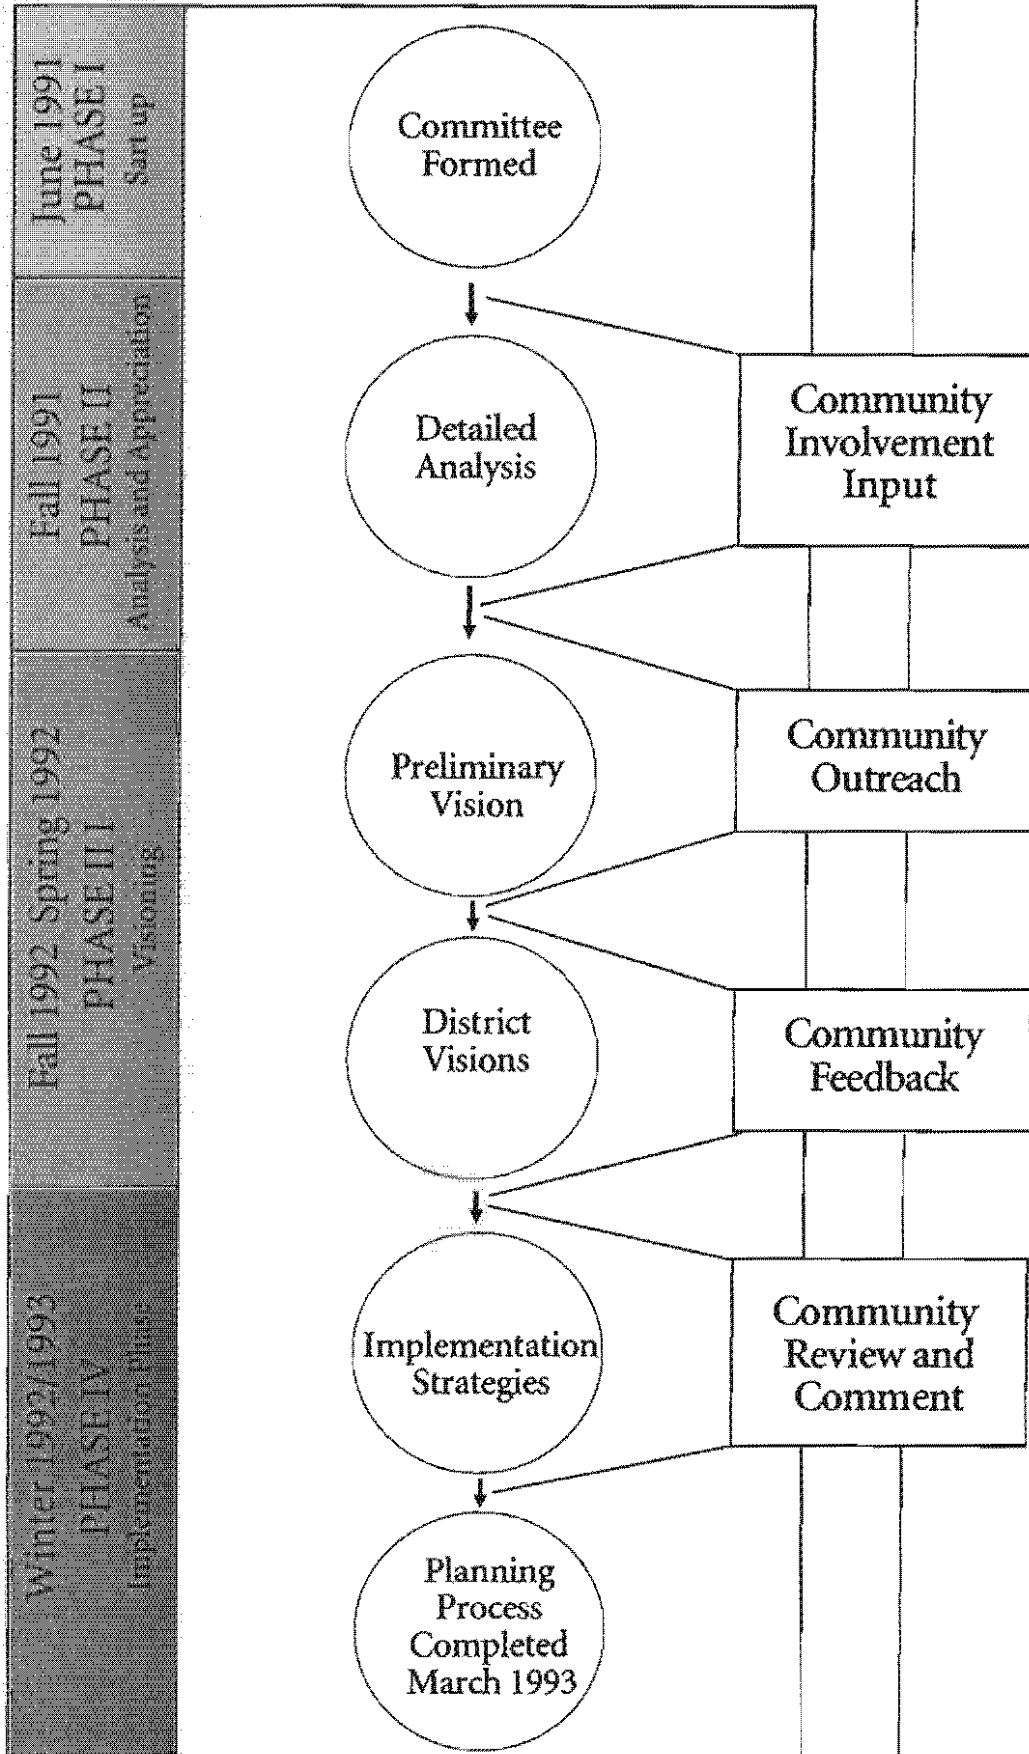 June 1991
PHASE I
Sart up
Committee
Formed
Fall 1991
PHASE II
Analysis and Appreciation
Detailed
Analysis
Community
Involvement
Input
Fall 1992 Spring 1992
PHASE II I
Visioning
Preliminary
Vision
Community
Outreach
District
Visions
Community
Feedback
Winter 1992/1993
PHASE IV
Implementation Phase
Implementation
Strategies
Community
Review and
Comment
Planning
Process
Completed
March 1993